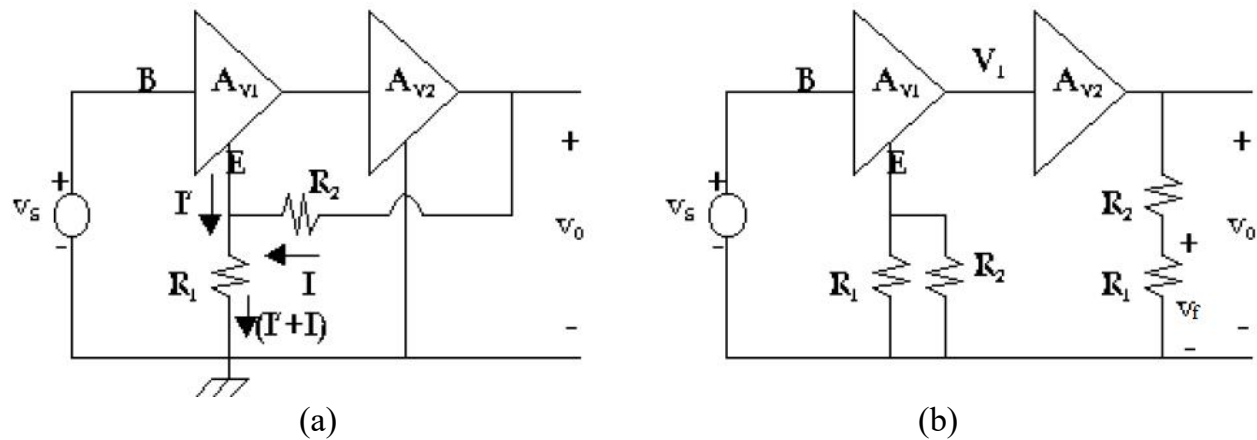 B
A_{v1}
A_{v2}
E
I'
R_2
+
v_s
-
I
R_1
(I'+I)
+
v_0
-
(a)
B
A_{v1}
V_1
A_{v2}
E
+
v_s
-
R_1
R_2
R_2
+
R_1
v_f
-
+
v_0
-
(b)